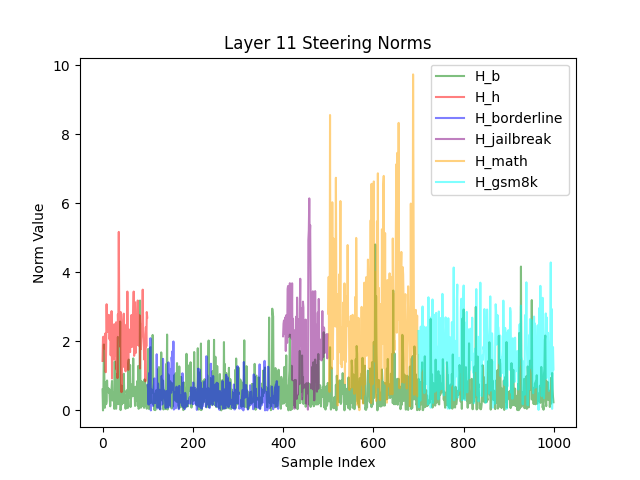 Layer 11 Steering Norms
10
8
6
4
2
0
Norm Value
H_b
H_h
H_borderline
H_jailbreak
H_math
H_gsm8k
0 200 400 600 800 1000
Sample Index